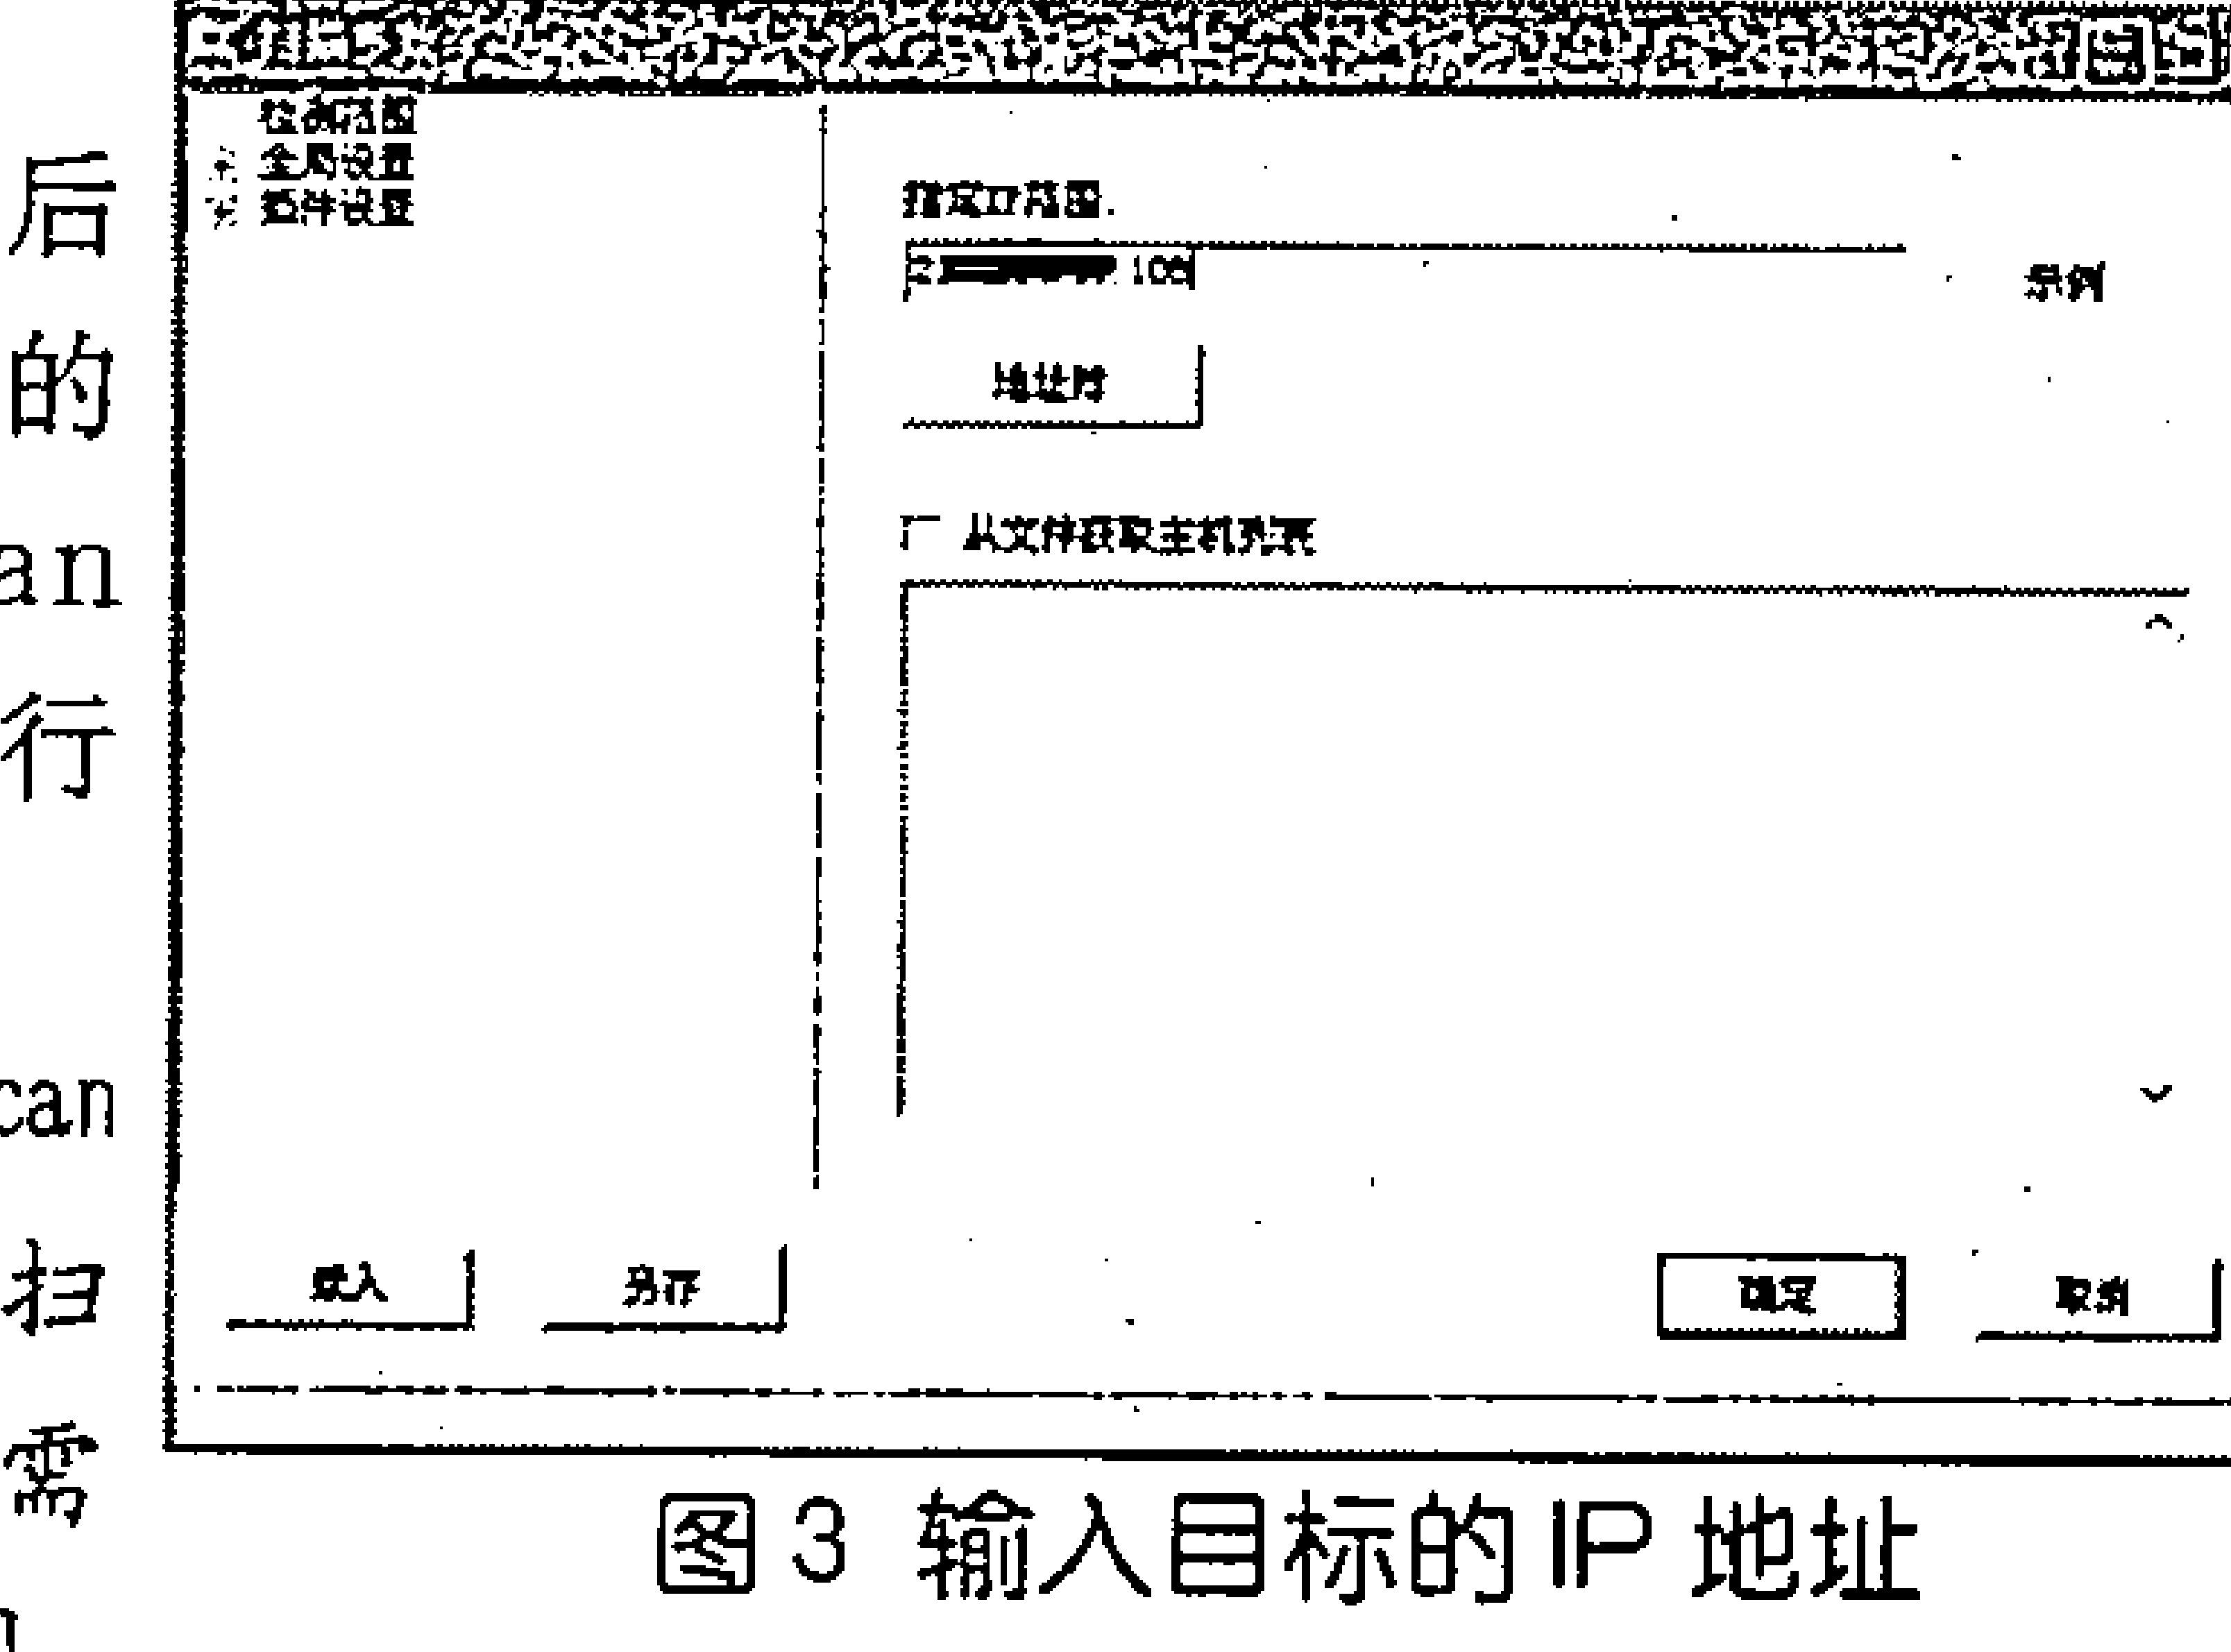 后
的
an
行
can
扫
需
检测范围
全局设置
插件设置
指定IP范围:
示例
地址簿
从文件获取主机列表
载入
另存
确定
取消
图 3 输入目标的 IP 地址